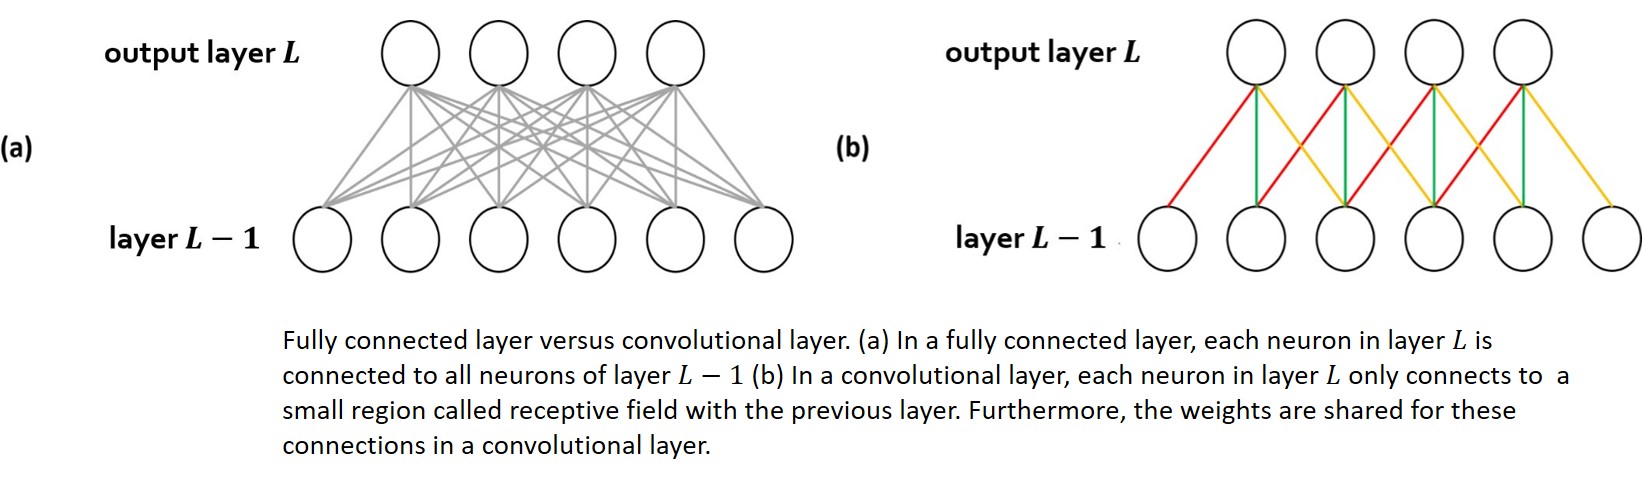 output layer L
output layer L
(a)
(b)
layer L − 1
layer L − 1
Fully connected layer versus convolutional layer. (a) In a fully connected layer, each neuron in layer L is
connected to all neurons of layer L − 1 (b) In a convolutional layer, each neuron in layer L only connects to a
small region called receptive field with the previous layer. Furthermore, the weights are shared for these
connections in a convolutional layer.